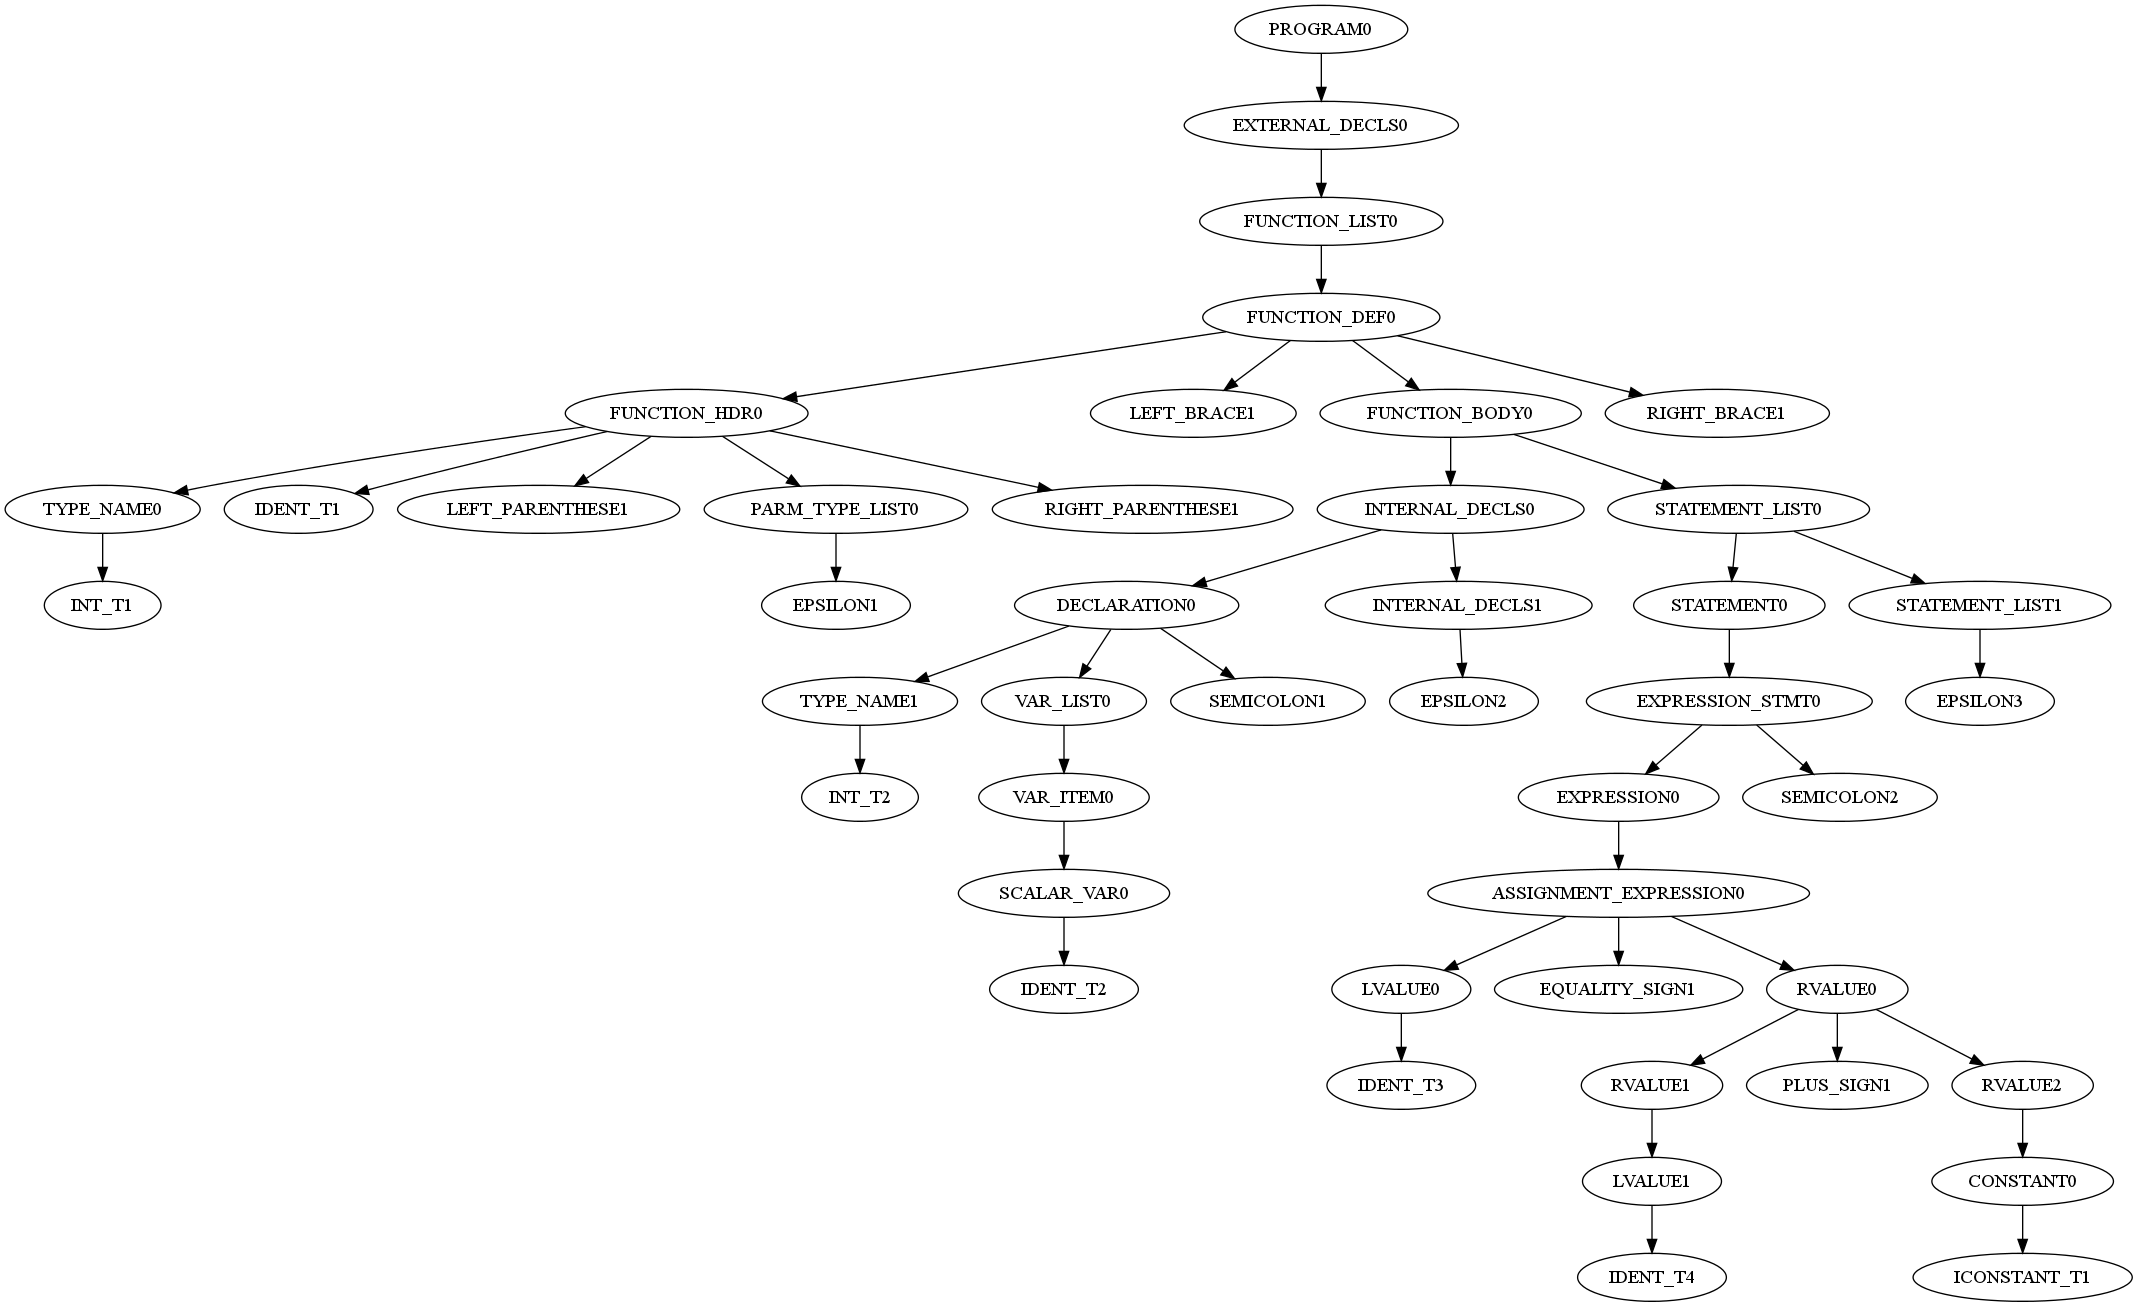 PROGRAM0
EXTERNAL_DECLS0
FUNCTION_LIST0
FUNCTION_DEF0
FUNCTION_HDR0
LEFT_BRACE1
FUNCTION_BODY0
RIGHT_BRACE1
TYPE_NAME0
IDENT_T1
LEFT_PARENTHESE1
PARM_TYPE_LIST0
RIGHT_PARENTHESE1
INTERNAL_DECLS0
STATEMENT_LIST0
INT_T1
EPSILON1
DECLARATION0
INTERNAL_DECLS1
STATEMENT0
STATEMENT_LIST1
TYPE_NAME1
VAR_LIST0
SEMICOLON1
EPSILON2
EXPRESSION_STMT0
EPSILON3
INT_T2
VAR_ITEM0
EXPRESSION0
SEMICOLON2
SCALAR_VAR0
ASSIGNMENT_EXPRESSION0
IDENT_T2
LVALUE0
EQUALITY_SIGN1
RVALUE0
IDENT_T3
RVALUE1
PLUS_SIGN1
RVALUE2
LVALUE1
CONSTANT0
IDENT_T4
ICONSTANT_T1